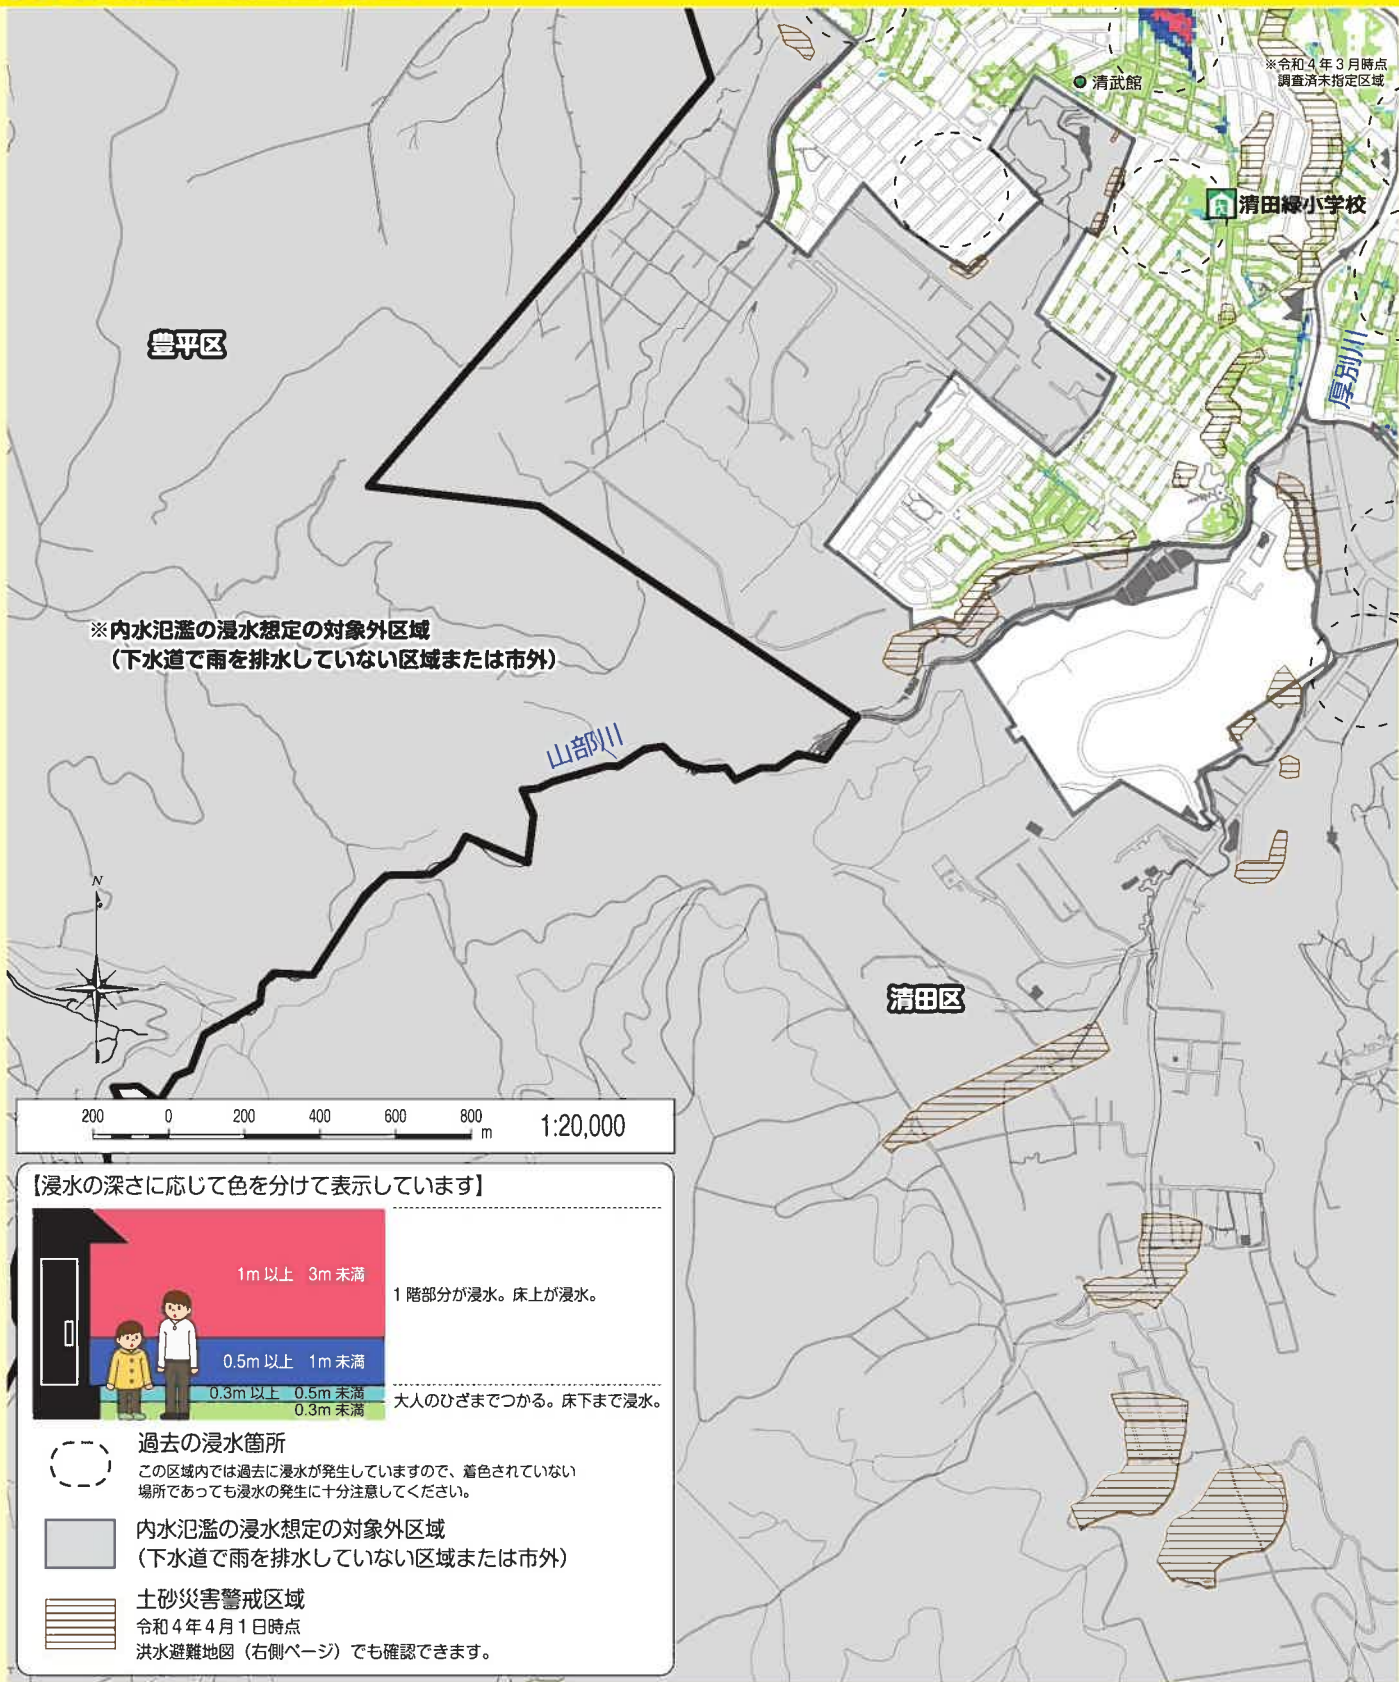 ※令和4年3月時点
調査済未指定区域
清武館
清田緑小学校
厚別川
豊平区
※内水氾濫の浸水想定の対象外区域
（下水道で雨を排水していない区域または市外）
山部川
N
清田区
200 0 200 400 600 800 m 1:20,000
【浸水の深さに応じて色を分けて表示しています】
1m 以上 3m 未満
1階部分が浸水。床上が浸水。
0.5m 以上 1m 未満
0.3m 以上 0.5m 未満
大人のひざまでつかる。床下まで浸水。
0.3m 未満
過去の浸水箇所
この区域内では過去に浸水が発生していますので、着色されていない
場所であっても浸水の発生に十分注意してください。
内水氾濫の浸水想定の対象外区域
（下水道で雨を排水していない区域または市外）
土砂災害警戒区域
令和4年4月1日時点
洪水避難地図（右側ページ）でも確認できます。